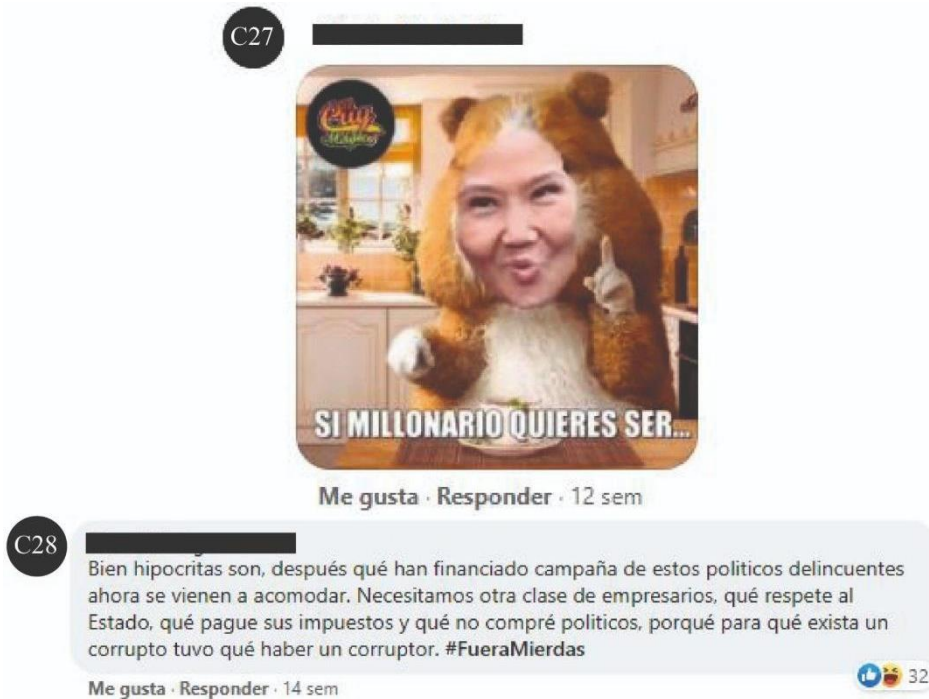 C27
SI MILLONARIO QUIERES SER...
Me gusta · Responder · 12 sem
C28
Bien hipocritas son, después qué han financiado campaña de estos politicos delincuentes
ahora se vienen a acomodar. Necesitamos otra clase de empresarios, qué respete al
Estado, qué pague sus impuestos y qué no compré politicos, porqué para qué exista un
corrupto tuvo qué haber un corruptor. #FueraMierdas
Me gusta · Responder · 14 sem
32